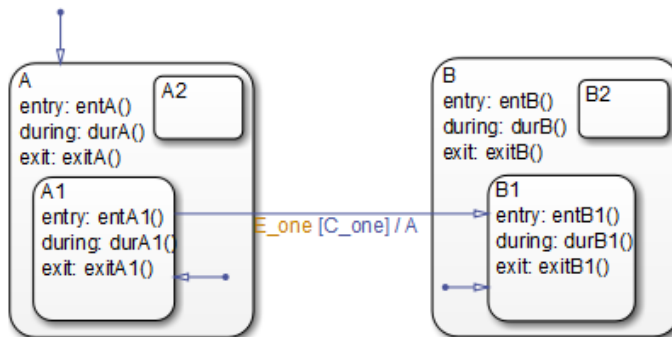 A
entry: entA()
during: durA()
exit: exitA()
A2
A1
entry: entA1()
during: durA1()
exit: exitA1()
E_one [C_one] / A
B
entry: entB()
during: durB()
exit: exitB()
B2
B1
entry: entB1()
during: durB1()
exit: exitB1()